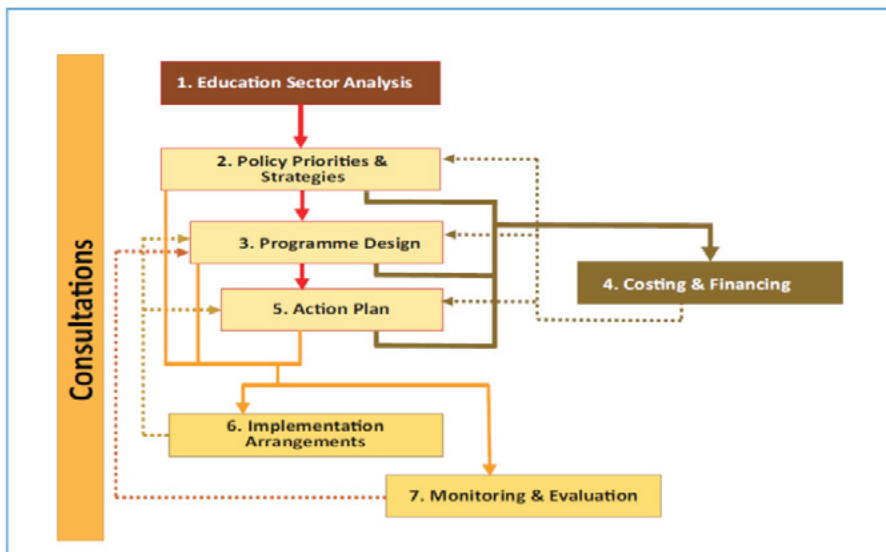 Consultations
1. Education Sector Analysis
2. Policy Priorities &
Strategies
3. Programme Design
4. Costing & Financing
5. Action Plan
6. Implementation
Arrangements
7. Monitoring & Evaluation